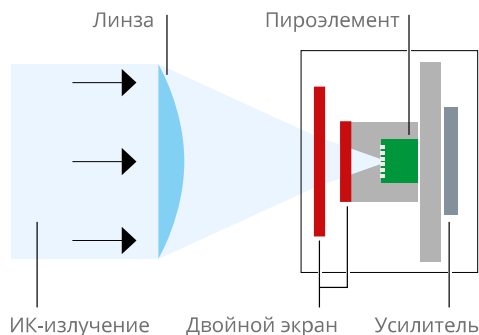 Линза
Пироэлемент
ИК-излучение
Двойной экран
Усилитель